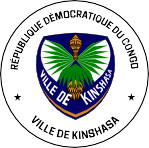 RÉPUBLIQUE DÉMOCRATIQUE DU CONGO
VILLE DE KINSHASA
VILLE DE KINSHASA